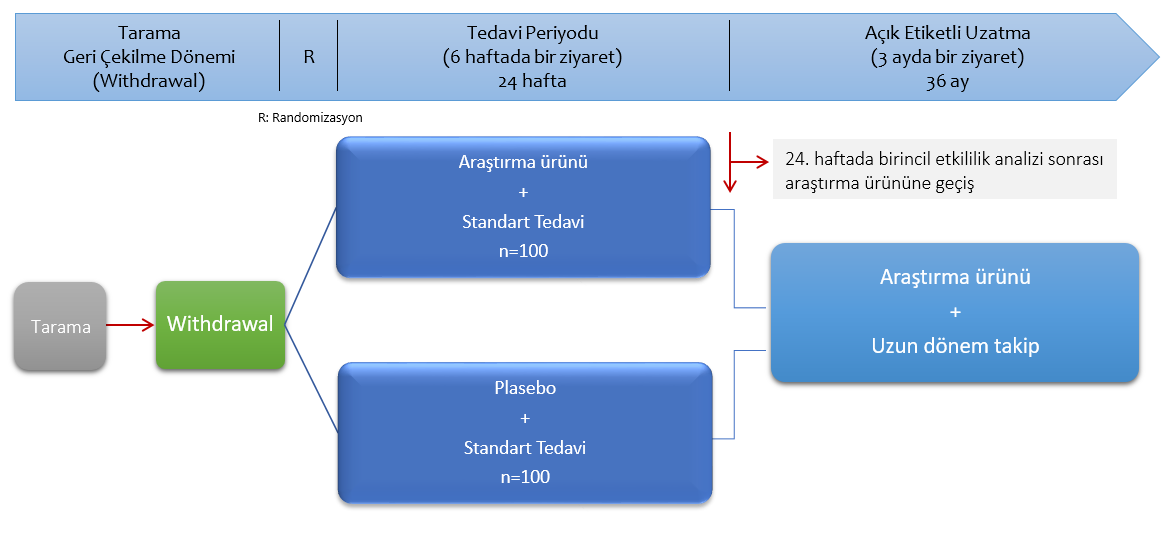 Tarama
Geri Çekilme Dönemi
(Withdrawal)
R
Tedavi Periyodu
(6 haftada bir ziyaret)
24 hafta
Açık Etiketli Uzatma
(3 ayda bir ziyaret)
36 ay
R: Randomizasyon
Araştırma ürünü
+
Standart Tedavi
n=100
24. haftada birincil etkililik analizi sonrası
araştırma ürününe geçiş
Tarama
Withdrawal
Araştırma ürünü
+
Uzun dönem takip
Plasebo
+
Standart Tedavi
n=100